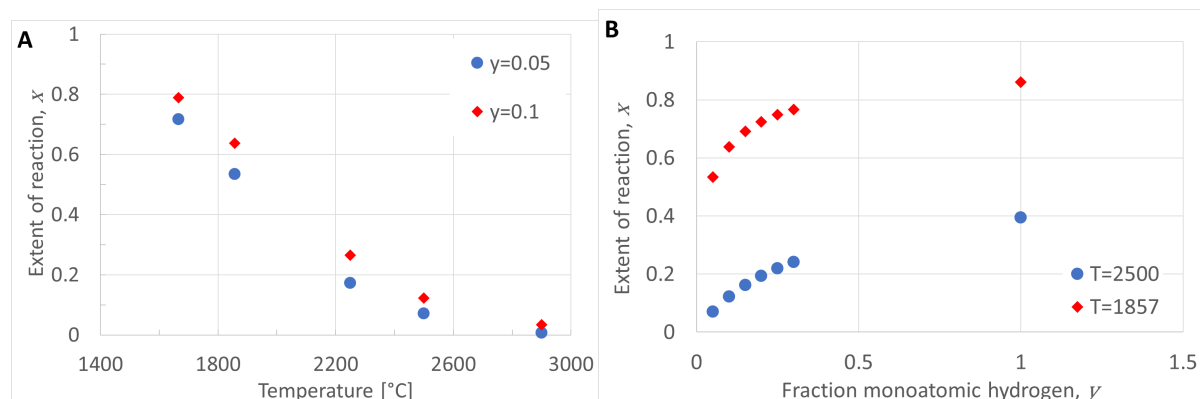 A
1
0.8
0.6
0.4
0.2
0
Extent of reaction, x
y=0.05
y=0.1
1400
1800
2200
2600
3000
Temperature [°C]
B
1
0.8
0.6
0.4
0.2
0
Extent of reaction, x
T=2500
T=1857
0
0.5
1
1.5
Fraction monoatomic hydrogen, y